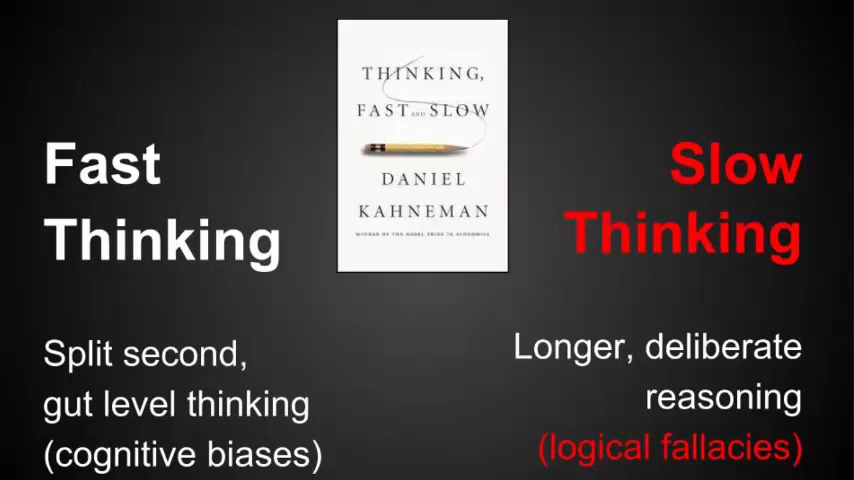 THINKING,
FAST AND SLOW
DANIEL
KAHNEMAN
WINNER OF THE NOBEL PRIZE IN ECONOMICS
Fast
Thinking
Split second,
gut level thinking
(cognitive biases)
Slow
Thinking
Longer, deliberate
reasoning
(logical fallacies)